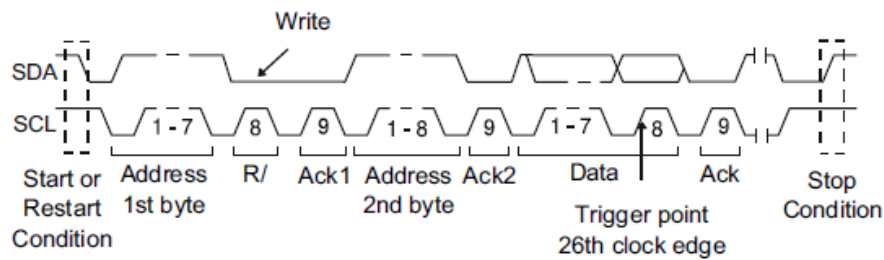 Write
SDA
SCL
1 - 7
8
9
1 - 8
9
1 - 7
8
9
Start or
Restart
Condition
Address
1st byte
R/
Ack1
Address
2nd byte
Ack2
Data
Ack
Stop
Condition
Trigger point
26th clock edge